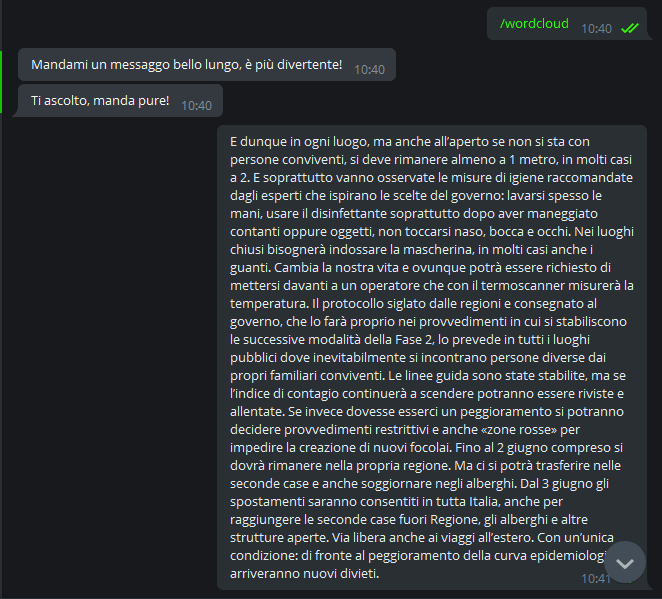 /wordcloud 10:40
Mandami un messaggo bello lungo, è più divertente! 10:40
Ti ascolto, manda pure! 10:40
E dunque in ogni luogo, ma anche all’aperto se non si sta con
persone conviventi, si deve rimanere almeno a 1 metro, in molti casi
a 2. E soprattutto vanno osservate le misure di igiene raccomandate
dagli esperti che ispirano le scelte del governo: lavarsi spesso le
mani, usare il disinfettante soprattutto dopo aver maneggiato
contanti oppure oggetti, non toccarsi naso, bocca e occhi. Nei luoghi
chiusi bisognerà indossare la mascherina, in molti casi anche i
guanti. Cambia la nostra vita e ovunque potrà essere richiesto di
mettersi davanti a un operatore che con il termoscanner misurerà la
temperatura. Il protocollo siglato dalle regioni e consegnato al
governo, che lo farà proprio nei provvedimenti in cui si stabiliscono
le successive modalità della Fase 2, lo prevede in tutti i luoghi
pubblici dove inevitabilmente si incontrano persone diverse dai
propri familiari conviventi. Le linee guida sono state stabilite, ma se
l’indice di contagio continuerà a scendere potranno essere riviste e
allentate. Se invece dovesse esserci un peggioramento si potranno
decidere provvedimenti restrittivi e anche «zone rosse» per
impedire la creazione di nuovi focolai. Fino al 2 giugno compreso si
dovrà rimanere nella propria regione. Ma ci si potrà trasferire nelle
seconde case e anche soggiornare negli alberghi. Dal 3 giugno gli
spostamenti saranno consentiti in tutta Italia, anche per
raggiungere le seconde case fuori Regione, gli alberghi e altre
strutture aperte. Via libera anche ai viaggi all’estero. Con un’unica
condizione: di fronte al peggioramento della curva
arriveranno nuovi divieti. 10:41